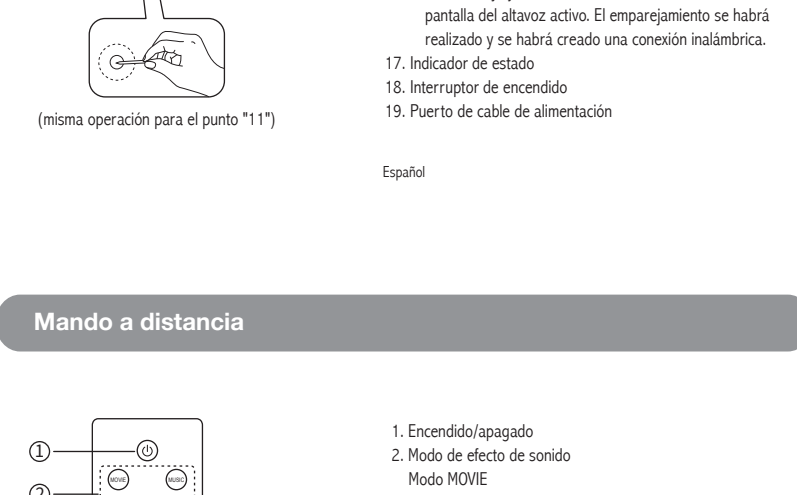 pantalla del altavoz activo. El emparejamiento se habrá
realizado y se habrá creado una conexión inalámbrica.
17. Indicador de estado
18. Interruptor de encendido
19. Puerto de cable de alimentación
(misma operación para el punto "11")
Español
Mando a distancia
1
MOVIE
MUSIC
2
1. Encendido/apagado
2. Modo de efecto de sonido
Modo MOVIE